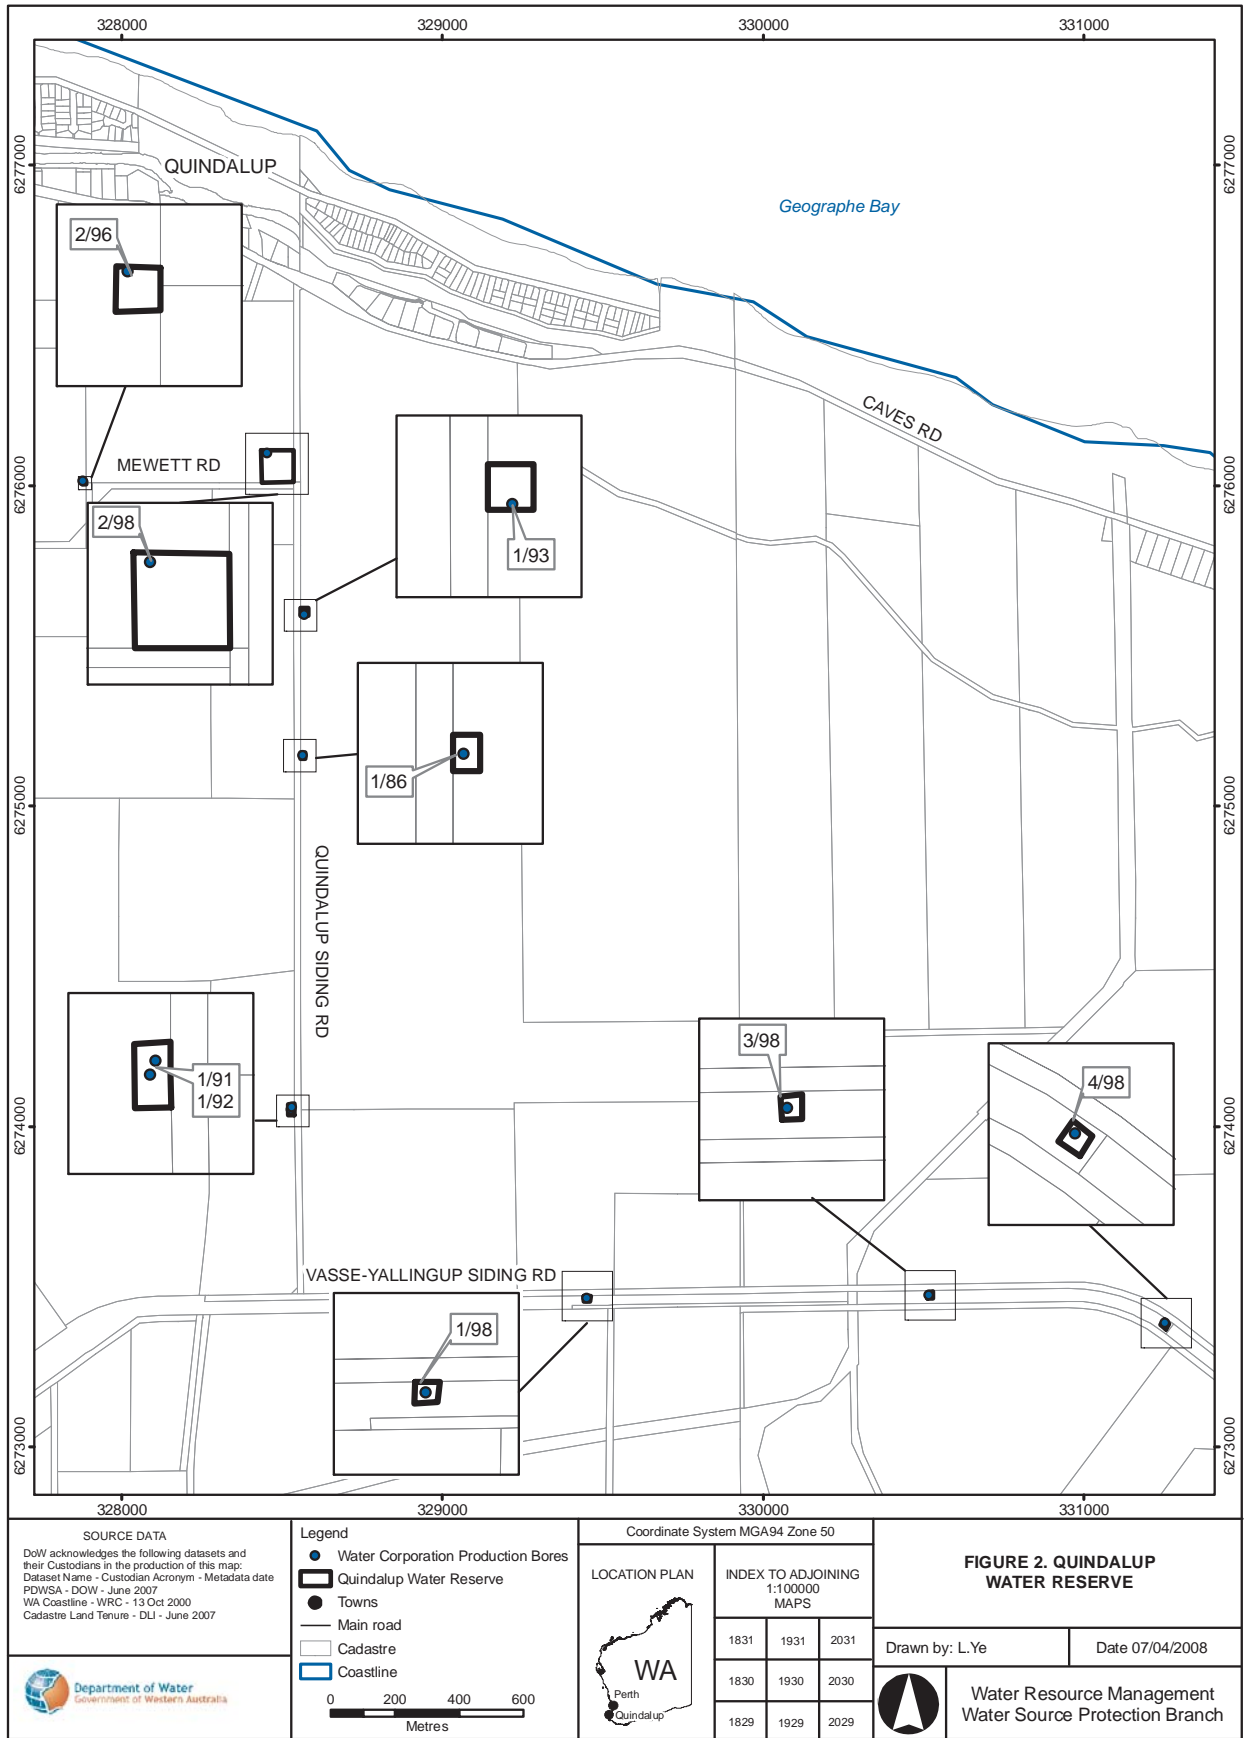 328000
329000
330000
331000
6277000
6277000
QUINDALUP
Geographe Bay
2/96
CAVES RD
MEWETT RD
6276000
6276000
2/98
1/93
1/86
6275000
6275000
QUINDALUP SIDING RD
3/98
1/91
1/92
4/98
6274000
6274000
VASSE-YALLINGUP SIDING RD
1/98
6273000
6273000
328000
329000
330000
331000
SOURCE DATA
DoW acknowledges the following datasets and
their Custodians in the production of this map:
Dataset Name - Custodian Acronym - Metadata date
PDWSA - DOW - June 2007
WA Coastline - WRC - 13 Oct 2000
Cadastre Land Tenure - DLI - June 2007
Department of Water
Government of Western Australia
Legend
Water Corporation Production Bores
Quindalup Water Reserve
Towns
Main road
Cadastre
Coastline
0 200 400 600
Metres
Coordinate System MGA94 Zone 50
LOCATION PLAN
WA
Perth
Quindalup
INDEX TO ADJOINING
1:100000
MAPS
1831 1931 2031
1830 1930 2030
1829 1929 2029
FIGURE 2. QUINDALUP
WATER RESERVE
Drawn by: L.Ye
Date 07/04/2008
Water Resource Management
Water Source Protection Branch